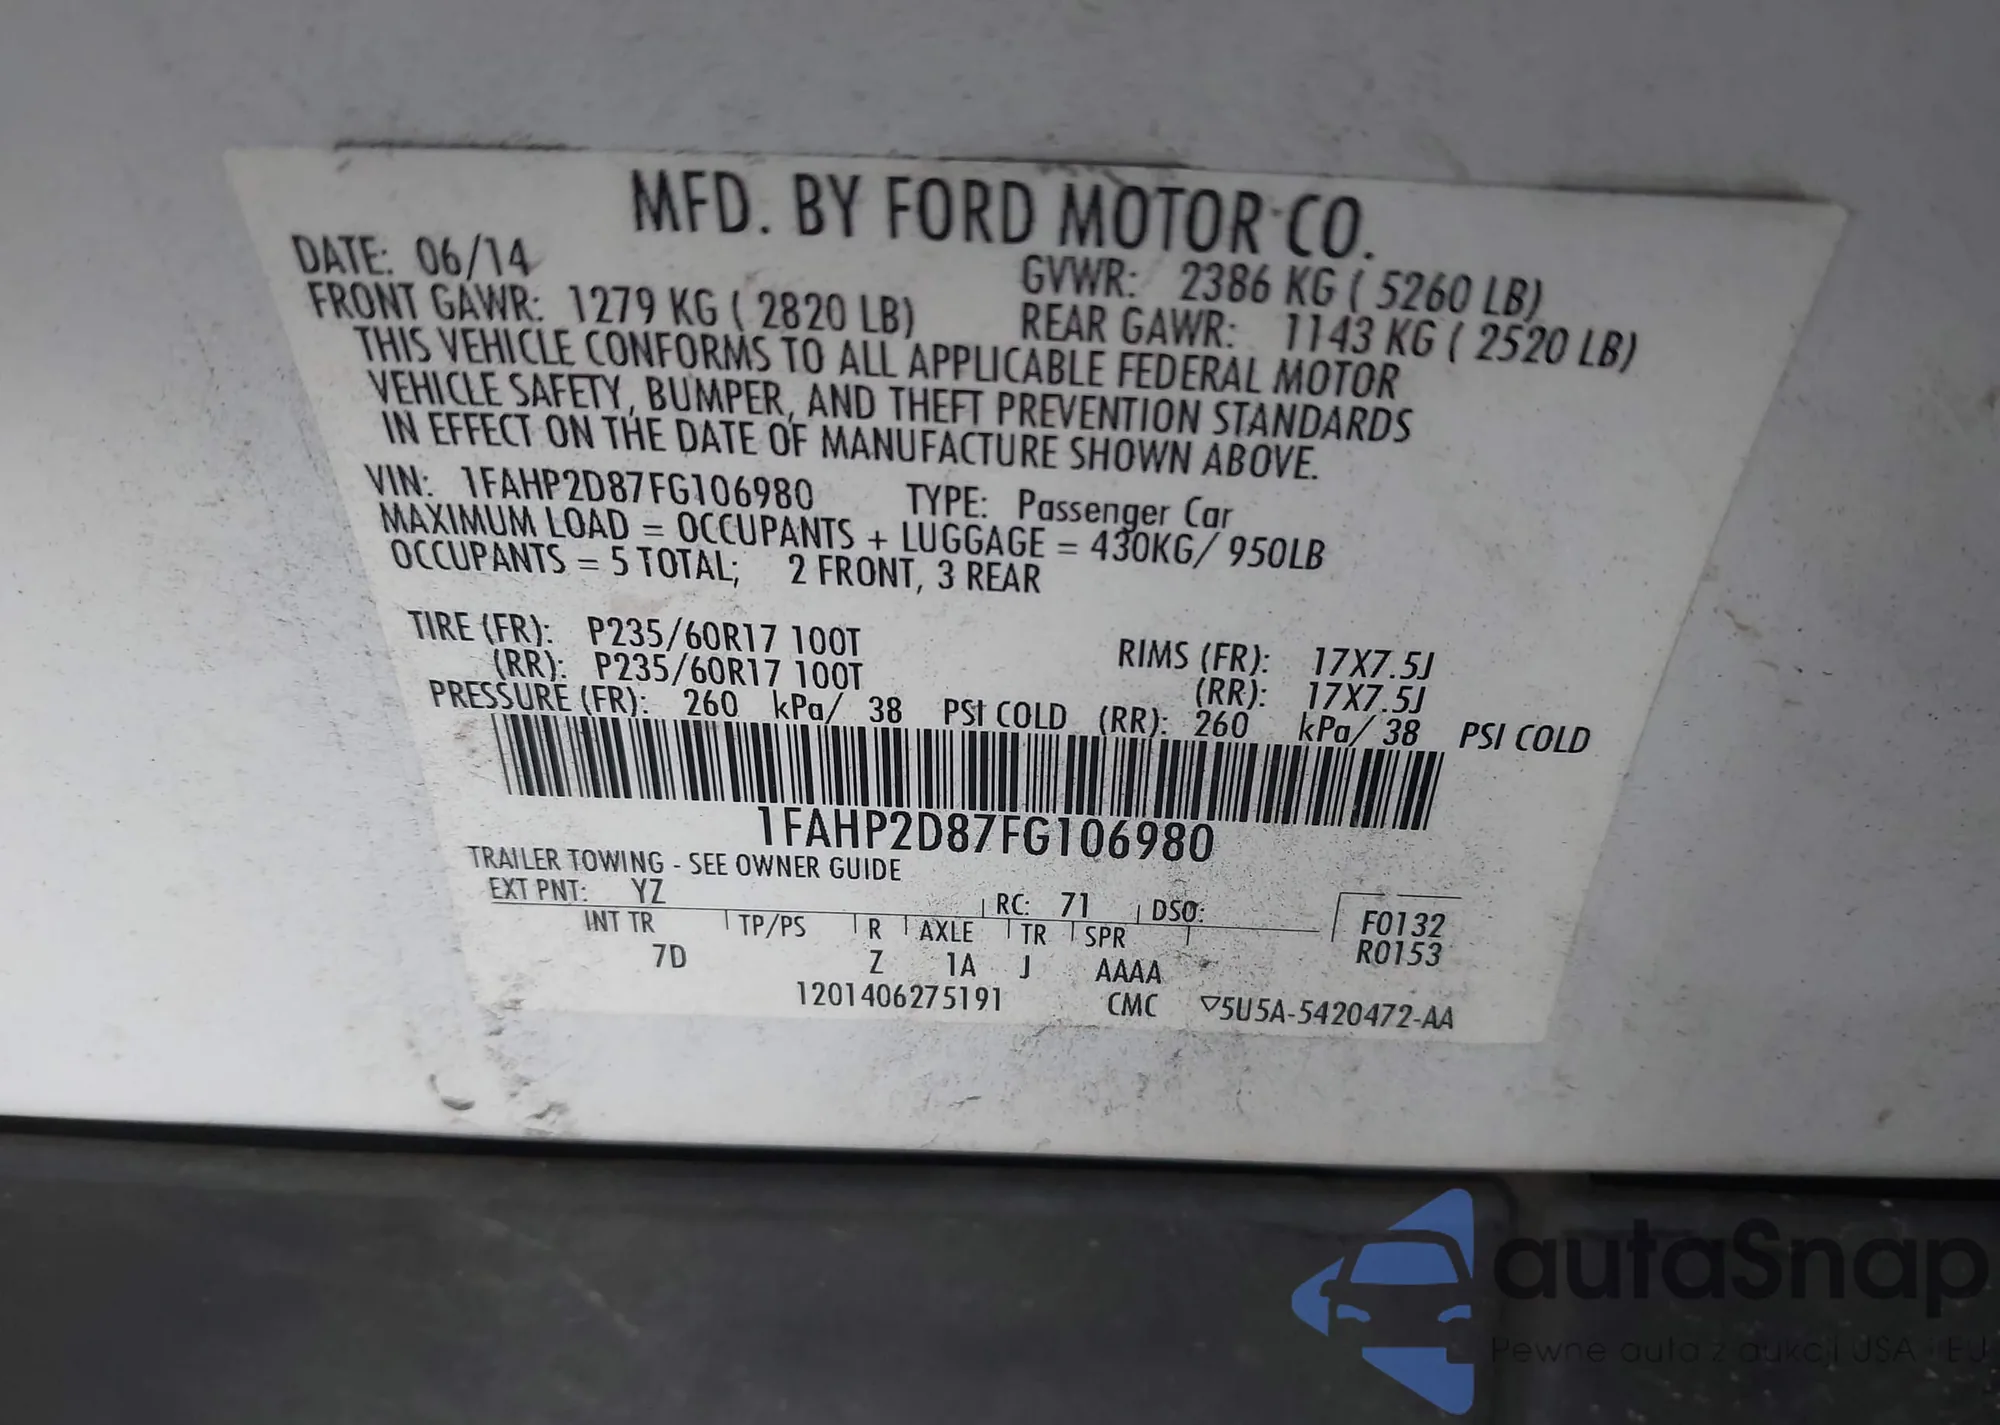 MFD. BY FORD MOTOR CO.
DATE: 06/14 GVWR: 2386 KG ( 5260 LB)
FRONT GAWR: 1279 KG ( 2820 LB) REAR GAWR: 1143 KG ( 2520 LB)
THIS VEHICLE CONFORMS TO ALL APPLICABLE FEDERAL MOTOR
VEHICLE SAFETY, BUMPER, AND THEFT PREVENTION STANDARDS
IN EFFECT ON THE DATE OF MANUFACTURE SHOWN ABOVE.
VIN: 1FAHP2D87FG106980 TYPE: Passenger Car
MAXIMUM LOAD = OCCUPANTS + LUGGAGE = 430KG/ 950LB
OCCUPANTS = 5 TOTAL; 2 FRONT, 3 REAR
TIRE (FR): P235/60R17 100T RIMS (FR): 17X7.5J
(RR): P235/60R17 100T (RR): 17X7.5J
PRESSURE (FR): 260 kPa/ 38 PSI COLD (RR): 260 kPa/ 38 PSI COLD
1FAHP2D87FG106980
TRAILER TOWING - SEE OWNER GUIDE
EXT PNT: YZ RC: 71 DSO: F0132
INT TR TP/PS R AXLE TR SPR R0153
7D Z 1A J AAAA
1201406275191 CMC ▽5U5A-5420472-AA
autaSnap
Pewne auta z aukcji USA i EU